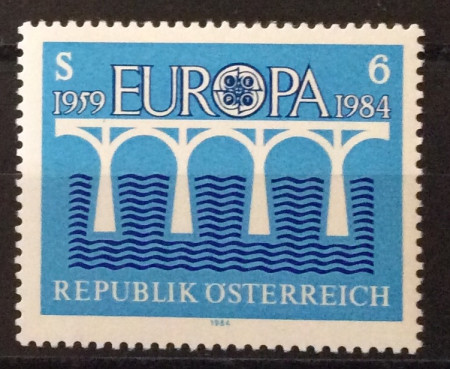 S 6
1959 EUROPA 1984
REPUBLIK ÖSTERREICH
1984